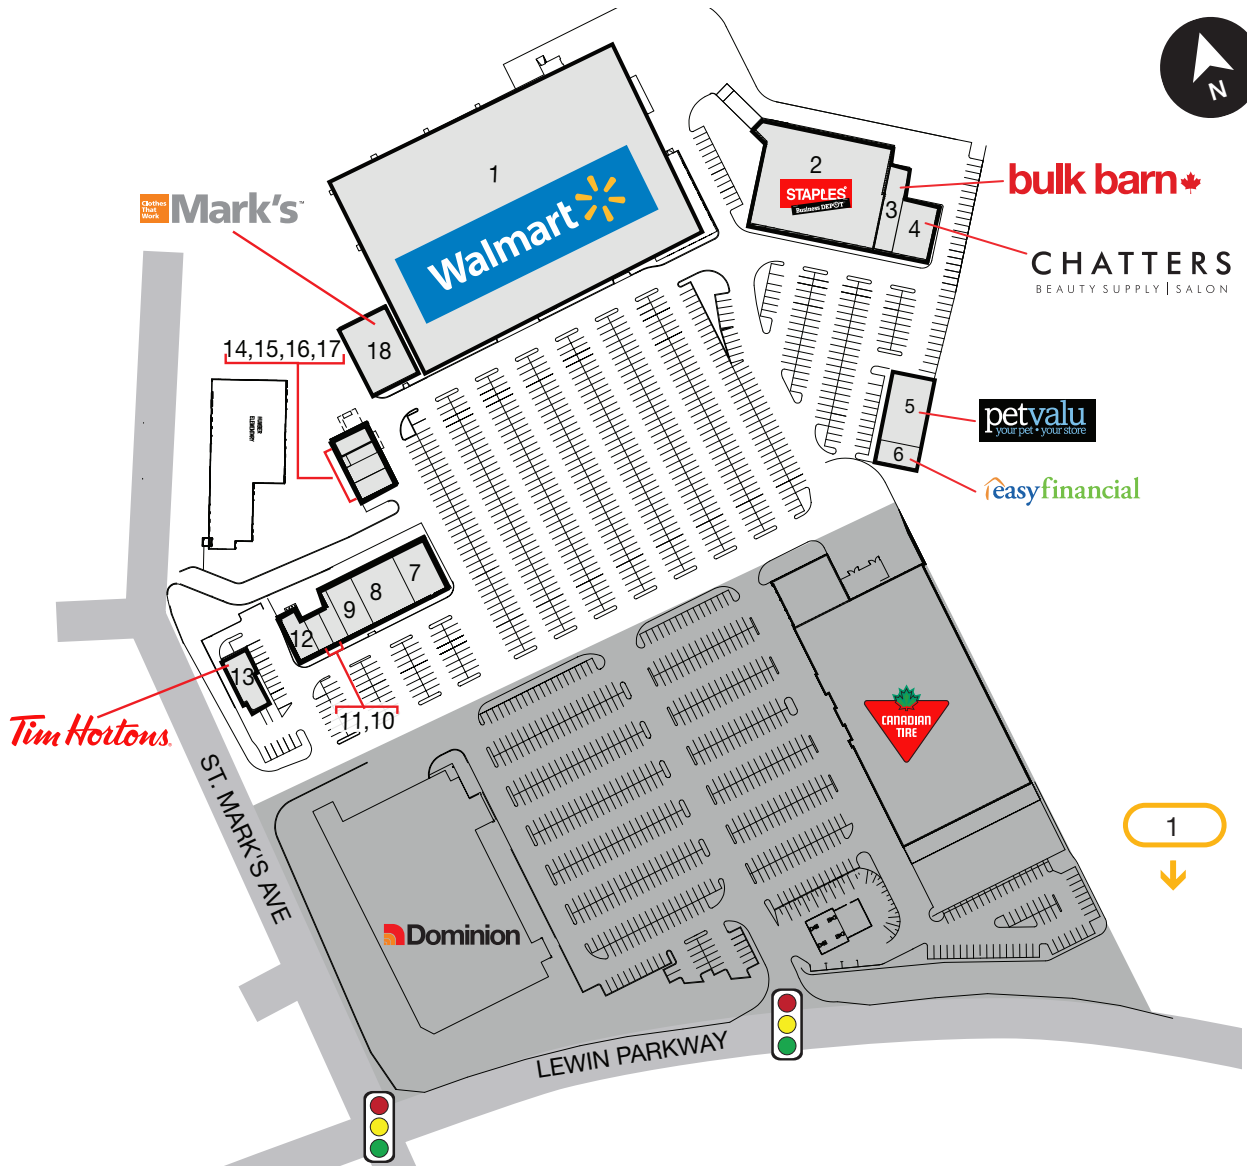 N
1
Walmart
2
STAPLES
Business DEPOT
3
4
bulk barn
CHATTERS
BEAUTY SUPPLY | SALON
Clothes
That
Work
Mark's™
18
14,15,16,17
5
petvalu
your pet • your store
6
easyfinancial
7
8
9
12
13
11,10
Tim Hortons
CANADIAN
TIRE
ST. MARK'S AVE
1
Dominion
LEWIN PARKWAY